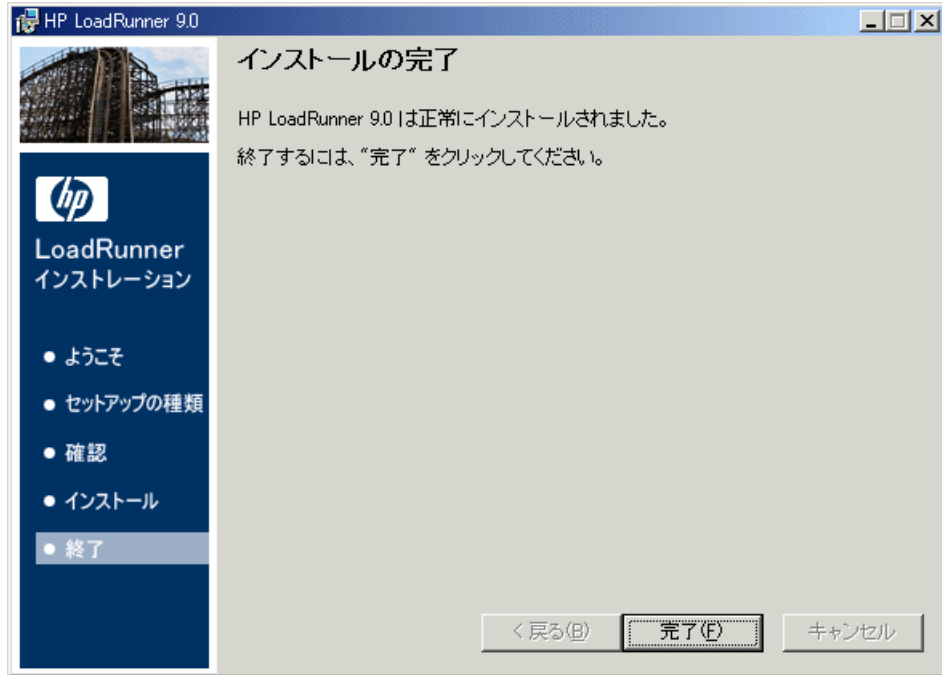 HP LoadRunner 9.0
インストールの完了
HP LoadRunner 9.0 は正常にインストールされました。
終了するには、“完了“ をクリックしてください。
hp
LoadRunner
インストレーション
• ようこそ
• セットアップの種類
• 確認
• インストール
• 終了
< 戻る(B)
完了(F)
キャンセル